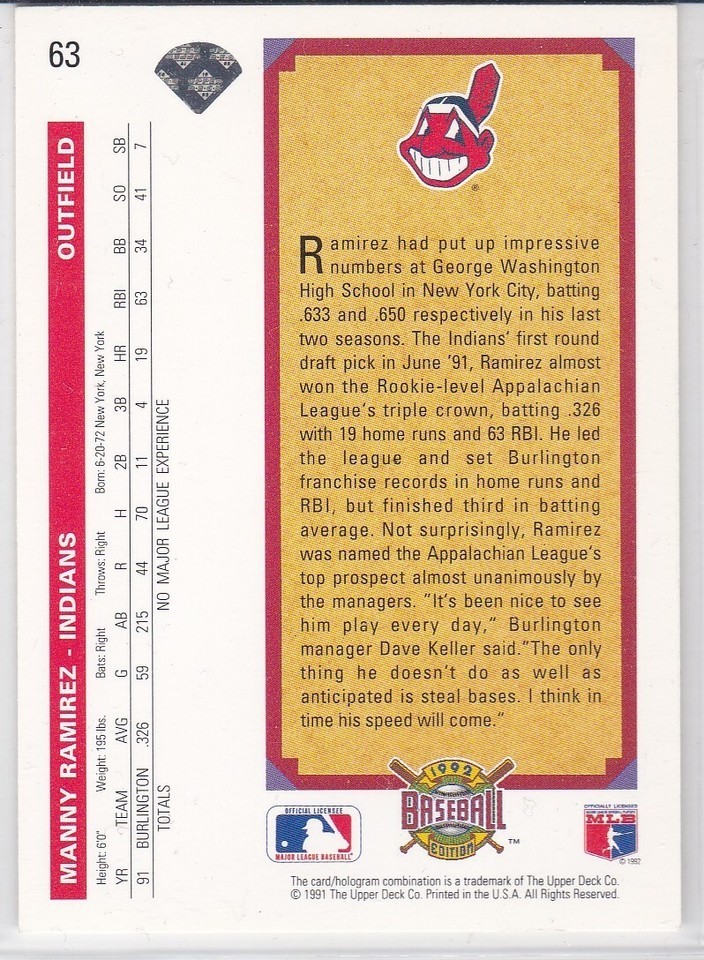 63
MANNY RAMIREZ - INDIANS OUTFIELD
Height: 6'0" Weight: 195 lbs. Bats: Right Throws: Right Born: 6-20-72 New York, New York
YR TEAM AVG G AB R H 2B 3B HR RBI BB SO SB
91 BURLINGTON .326 59 215 44 70 11 4 19 63 34 41 7
TOTALS NO MAJOR LEAGUE EXPERIENCE
®
Ramirez had put up impressive
numbers at George Washington
High School in New York City, batting
.633 and .650 respectively in his last
two seasons. The Indians' first round
draft pick in June '91, Ramirez almost
won the Rookie-level Appalachian
League's triple crown, batting .326
with 19 home runs and 63 RBI. He led
the league and set Burlington
franchise records in home runs and
RBI, but finished third in batting
average. Not surprisingly, Ramirez
was named the Appalachian League's
top prospect almost unanimously by
the managers. "It's been nice to see
him play every day," Burlington
manager Dave Keller said."The only
thing he doesn't do as well as
anticipated is steal bases. I think in
time his speed will come."
1992
BASEBALL
EDITION
™
OFFICIAL LICENSEE
MAJOR LEAGUE BASEBALL
OFFICIALLY LICENSED
MLB
© 1992
The card/hologram combination is a trademark of The Upper Deck Co.
© 1991 The Upper Deck Co. Printed in the U.S.A. All Rights Reserved.